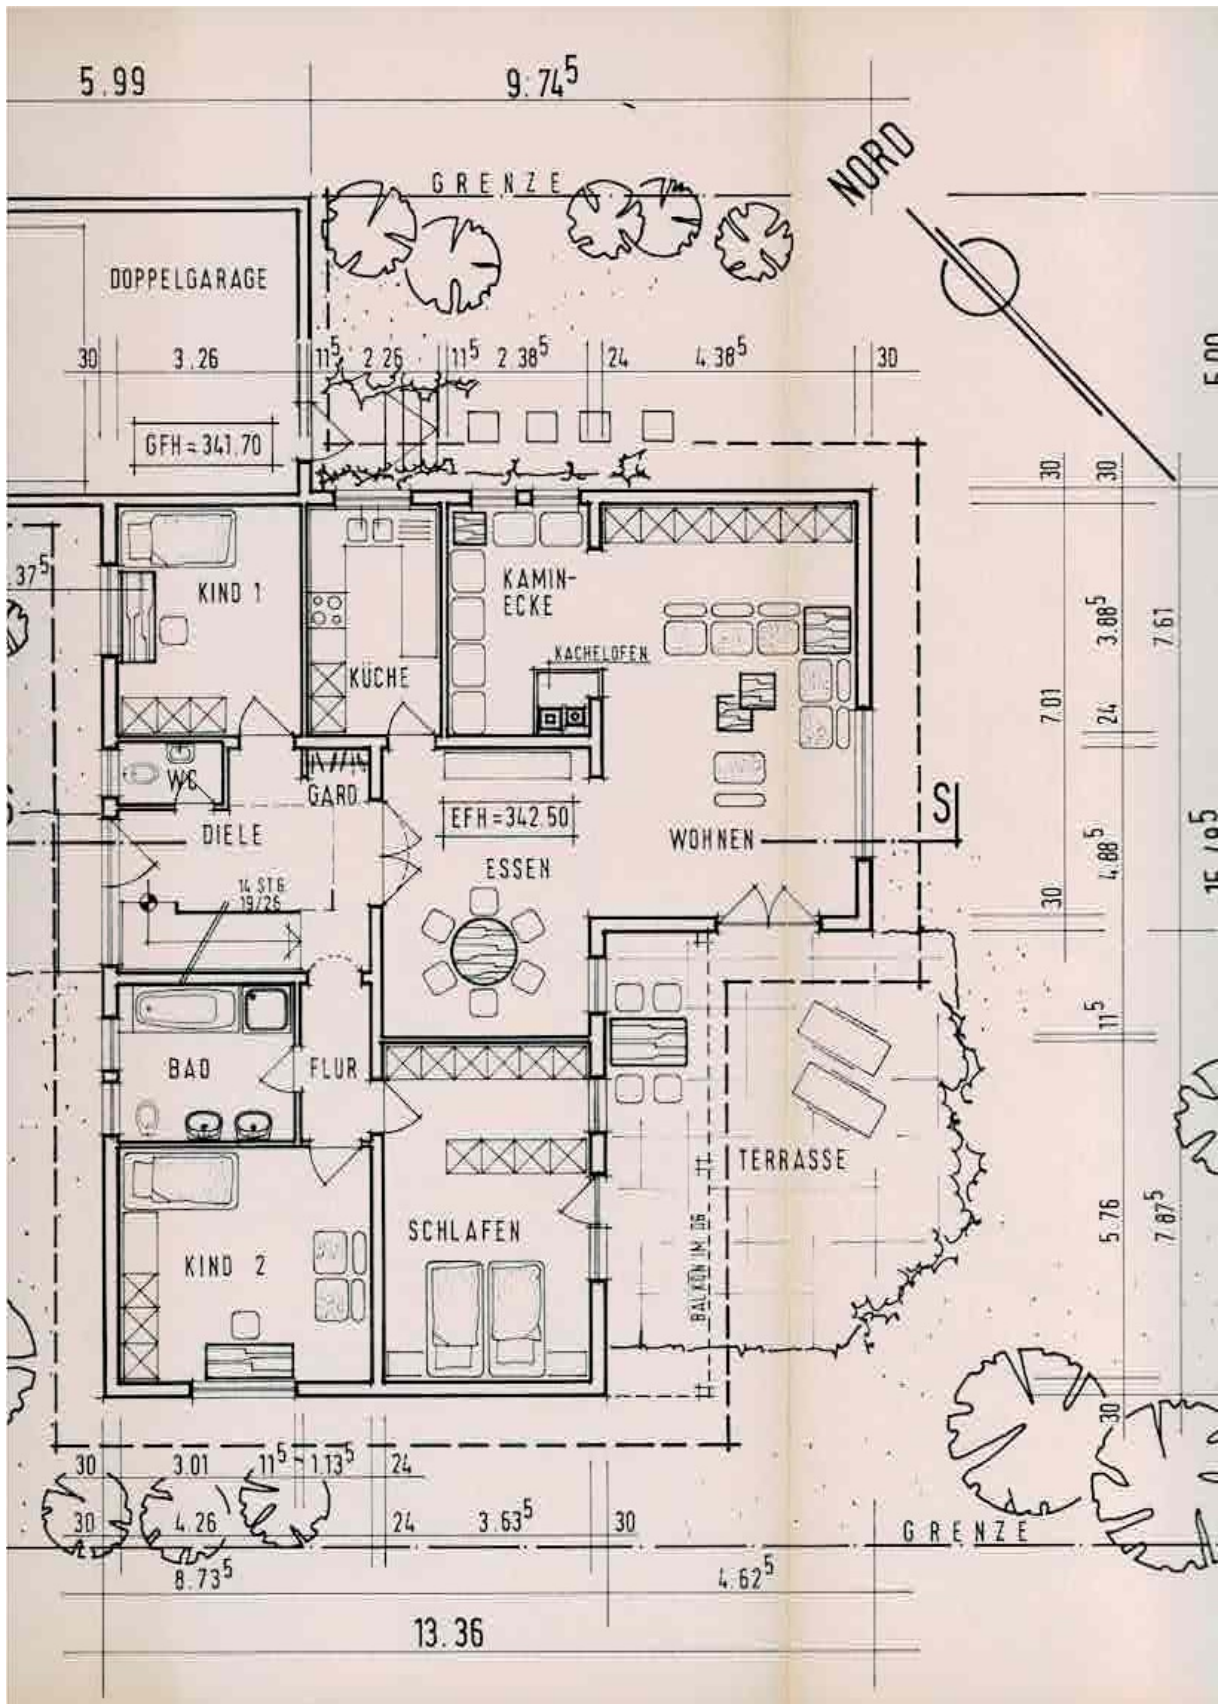 5.99
9.74⁵
NORD
GRENZE
DOPPELGARAGE
30
3.26
11⁵
2.26
11⁵
2.38⁵
24
4.38⁵
30
GFH = 341.70
30
30
.37⁵
KIND 1
KAMIN-
ECKE
3.88⁵
7.61
KÜCHE
KACHELOFEN
7.01
24
WC
GARD.
EFH = 342.50
S
DIELE
WOHNEN
ESSEN
4.88⁵
14 STG
19/26
30
11⁵
BAD
FLUR
TERRASSE
SCHLAFEN
BALKON IM DG
5.76
7.87⁵
KIND 2
30
30
3.01
11⁵
1.13⁵
24
30
4.26
24
3.63⁵
30
GRENZE
8.73⁵
4.62⁵
13.36